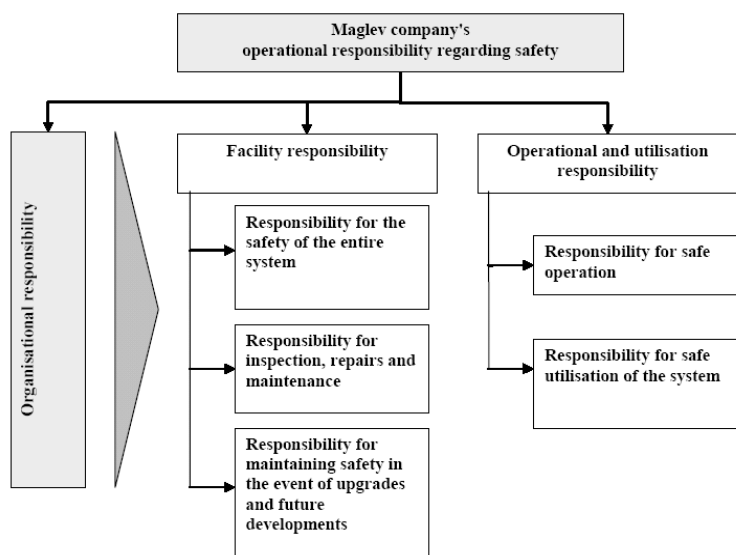 Maglev company's
operational responsibility regarding safety
Organisational responsibility
Facility responsibility
Responsibility for the
safety of the entire
system
Responsibility for
inspection, repairs and
maintenance
Responsibility for
maintaining safety in
the event of upgrades
and future
developments
Operational and utilisation
responsibility
Responsibility for safe
operation
Responsibility for safe
utilisation of the system